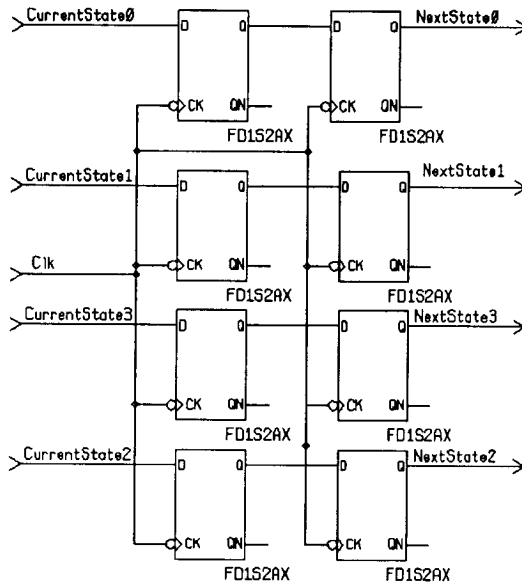 CurrentState0 D Q D Q NextState0
CK QN CK QN
FD1S2AX FD1S2AX
CurrentState1 D Q D Q NextState1
Clk CK QN CK QN
FD1S2AX FD1S2AX
CurrentState3 D Q D Q NextState3
CK QN CK QN
FD1S2AX FD1S2AX
CurrentState2 D Q D Q NextState2
CK QN CK QN
FD1S2AX FD1S2AX